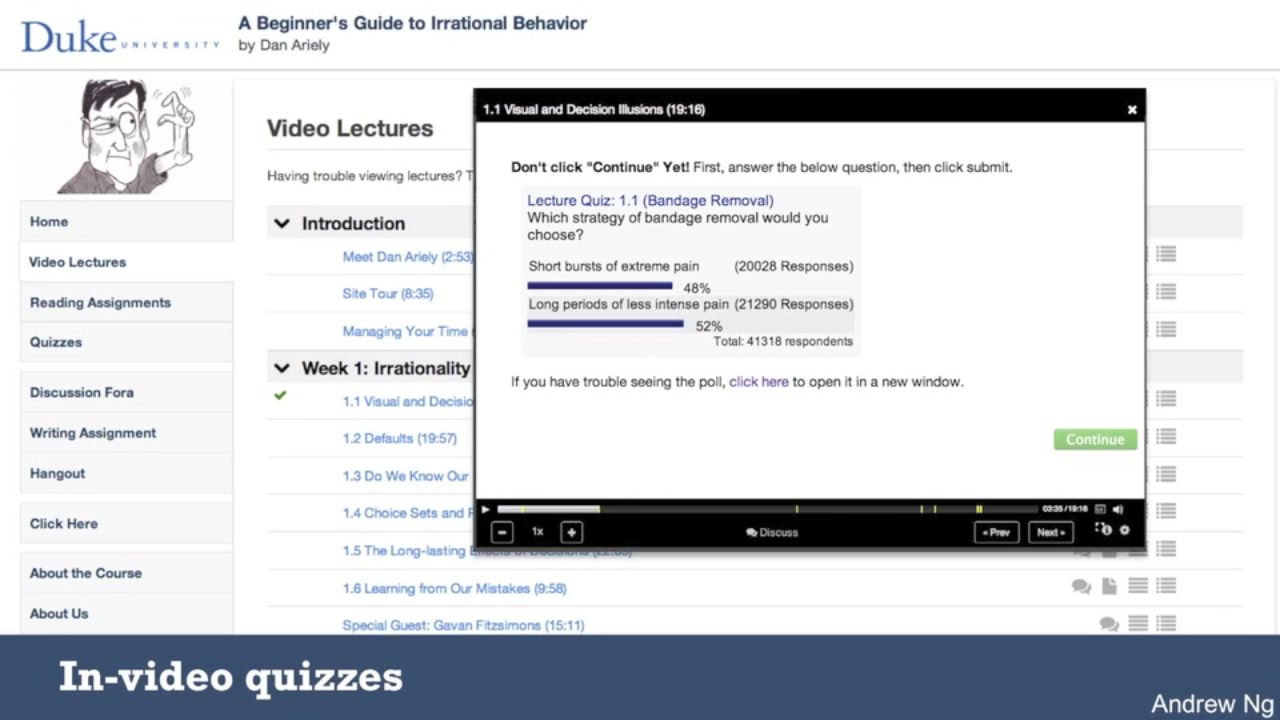 Duke UNIVERSITY
A Beginner's Guide to Irrational Behavior
by Dan Ariely
Home
Video Lectures
Reading Assignments
Quizzes
Discussion Fora
Writing Assignment
Hangout
Click Here
About the Course
About Us
Video Lectures
Having trouble viewing lectures? T
Introduction
Meet Dan Ariely (2:53)
Site Tour (8:35)
Managing Your Time
Week 1: Irrationality
1.1 Visual and Decisio
1.2 Defaults (19:57)
1.3 Do We Know Our
1.4 Choice Sets and
1.5 The Long-lasting Effects of Decisions
1.6 Learning from Our Mistakes (9:58)
Special Guest: Gavan Fitzsimons (15:11)
1.1 Visual and Decision Illusions (19:16)
Don't click "Continue" Yet! First, answer the below question, then click submit.
Lecture Quiz: 1.1 (Bandage Removal)
Which strategy of bandage removal would you
choose?
Short bursts of extreme pain (20028 Responses)
48%
Long periods of less intense pain (21290 Responses)
52%
Total: 41318 respondents
If you have trouble seeing the poll, click here to open it in a new window.
Continue
03:35/19:16
1x
Discuss
« Prev
Next »
In-video quizzes
Andrew Ng